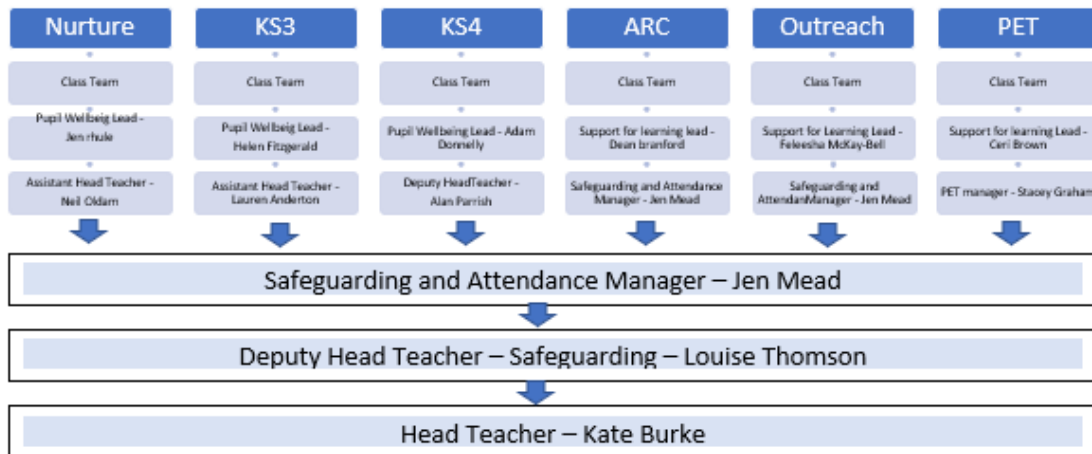 Nurture
KS3
KS4
ARC
Outreach
PET
Class Team
Class Team
Class Team
Class Team
Class Team
Class Team
Pupil Wellbeig Lead -
Jen rhule
Pupil Wellbeig Lead -
Helen Fitzgerald
Pupil Wellbeing Lead - Adam
Donnelly
Support for learning lead -
Dean branford
Support for Learning Lead -
Feleesha McKay-Bell
Support for learning Lead -
Ceri Brown
Assistant Head Teacher -
Neil Oldam
Assistant Head Teacher -
Lauren Anderton
Deputy HeadTeacher -
Alan Parrish
Safeguarding and Attendance
Manager - Jen Mead
Safeguarding and
AttendanManager - Jen Mead
PET manager - Stacey Graham
Safeguarding and Attendance Manager – Jen Mead
Deputy Head Teacher – Safeguarding – Louise Thomson
Head Teacher – Kate Burke